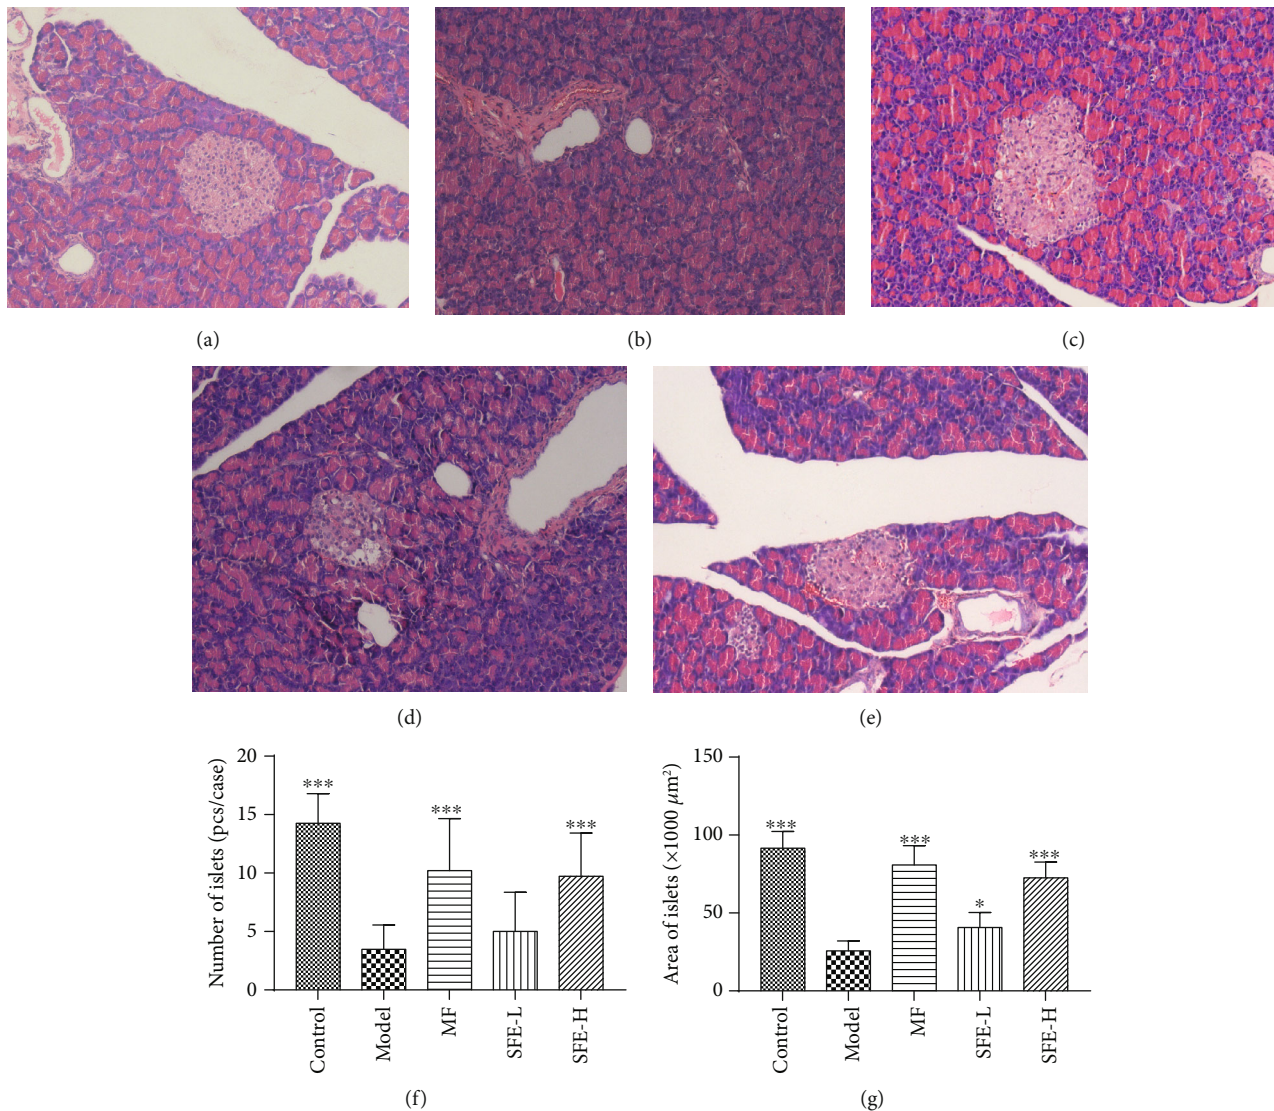 (a)
(b)
(c)
(d)
(e)
Number of islets (pcs/case)
20
15
10
5
0
***
***
***
Control
Model
MF
SFE-L
SFE-H
(f)
Area of islets (×1000 μm²)
150
100
50
0
***
***
*
***
Control
Model
MF
SFE-L
SFE-H
(g)